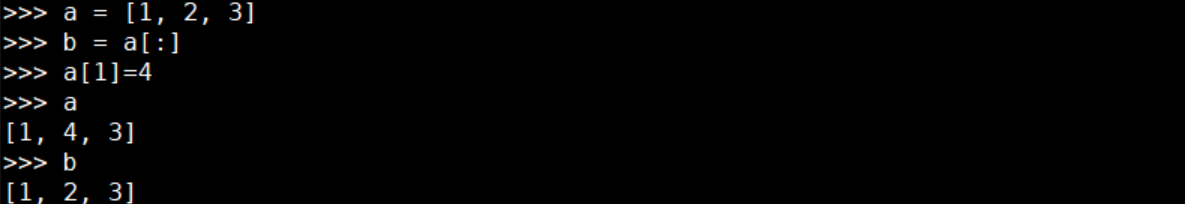 >>> a = [1, 2, 3]
>>> b = a[:]
>>> a[1]=4
>>> a
[1, 4, 3]
>>> b
[1, 2, 3]